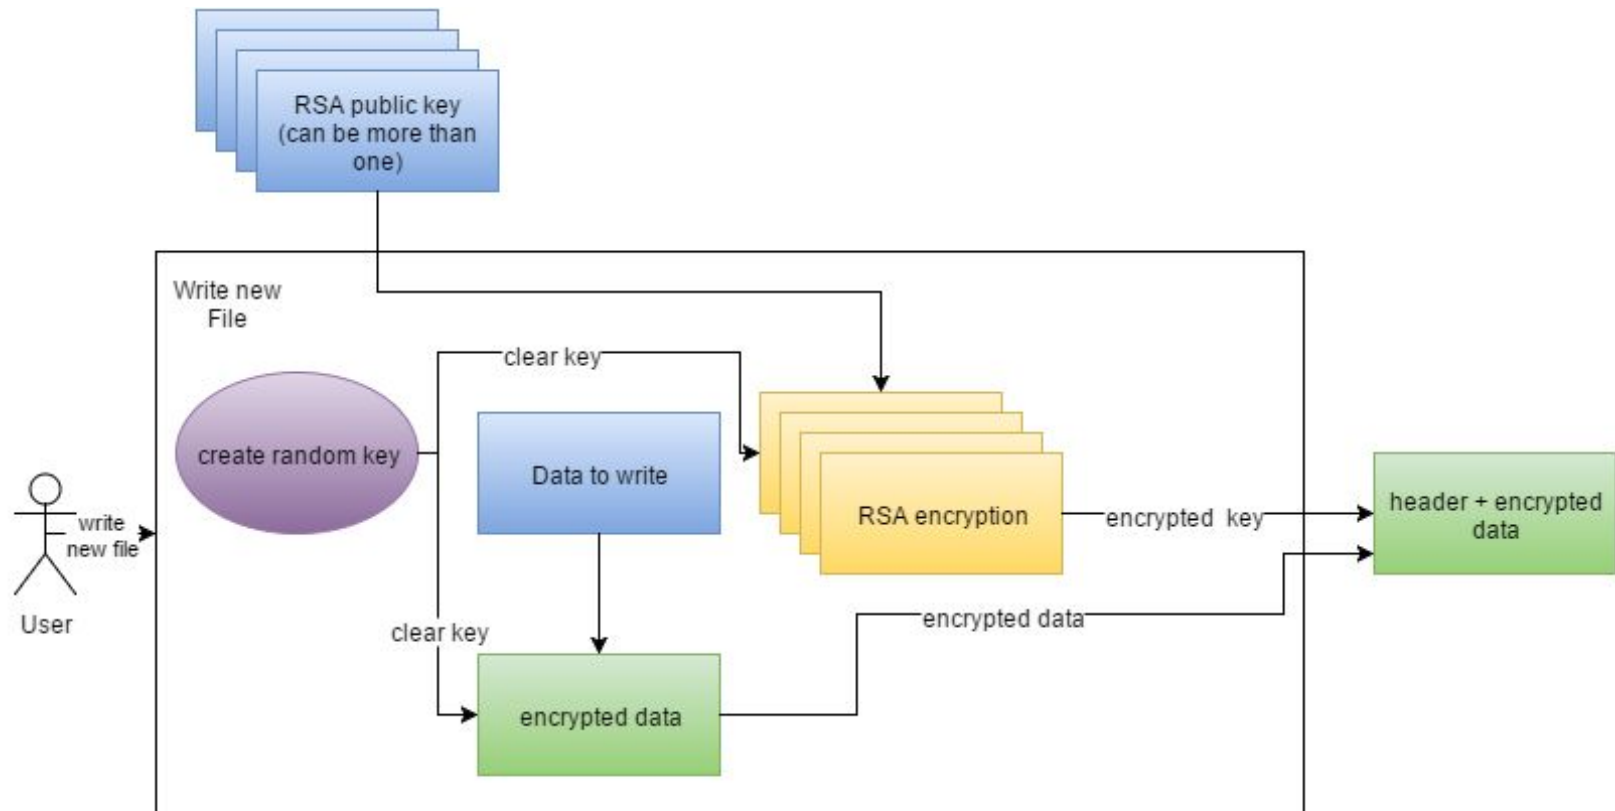 RSA public key
(can be more than
one)
Write new
File
clear key
create random key
Data to write
RSA encryption
encrypted key
header + encrypted
data
write
new file
User
clear key
encrypted data
encrypted data